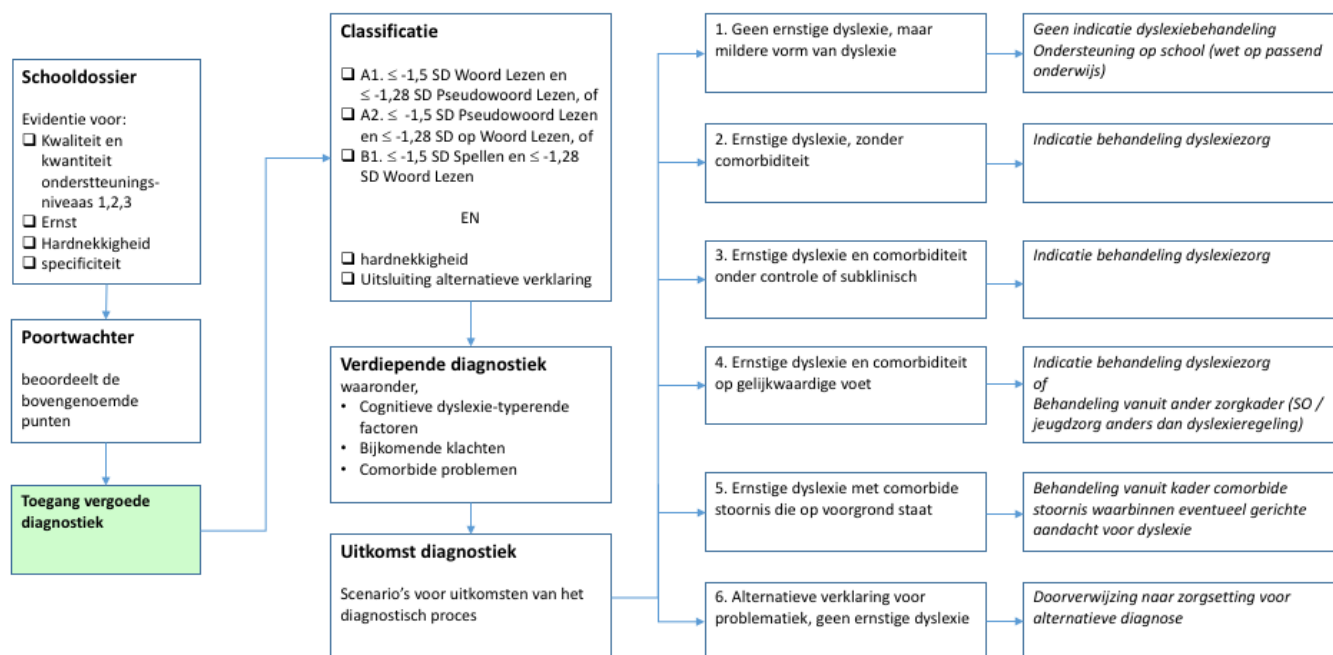 Schooldossier
Evidentie voor:
❑ Kwaliteit en
kwantiteit
onderstteunings-
niveaas 1,2,3
❑ Ernst
❑ Hardnekkigheid
❑ specificiteit
Poortwachter
beoordeelt de
bovengenoemde
punten
Toegang vergoede
diagnostiek
Classificatie
❑ A1. ≤ -1,5 SD Woord Lezen en
≤ -1,28 SD Pseudowoord Lezen, of
❑ A2. ≤ -1,5 SD Pseudowoord Lezen
en ≤ -1,28 SD op Woord Lezen, of
❑ B1. ≤ -1,5 SD Spellen en ≤ -1,28
SD Woord Lezen
EN
❑ hardnekkigheid
❑ Uitsluiting alternatieve verklaring
Verdiepende diagnostiek
waaronder,
• Cognitieve dyslexie-typerende
factoren
• Bijkomende klachten
• Comorbide problemen
Uitkomst diagnostiek
Scenario's voor uitkomsten van het
diagnostisch proces
1. Geen ernstige dyslexie, maar
mildere vorm van dyslexie
Geen indicatie dyslexiebehandeling
Ondersteuning op school (wet op passend
onderwijs)
2. Ernstige dyslexie, zonder
comorbiditeit
Indicatie behandeling dyslexiezorg
3. Ernstige dyslexie en comorbiditeit
onder controle of subklinisch
Indicatie behandeling dyslexiezorg
4. Ernstige dyslexie en comorbiditeit
op gelijkwaardige voet
Indicatie behandeling dyslexiezorg
of
Behandeling vanuit ander zorgkader (SO /
jeugdzorg anders dan dyslexieregeling)
5. Ernstige dyslexie met comorbide
stoornis die op voorgrond staat
Behandeling vanuit kader comorbide
stoornis waarbinnen eventueel gerichte
aandacht voor dyslexie
6. Alternatieve verklaring voor
problematiek, geen ernstige dyslexie
Doorverwijzing naar zorgsetting voor
alternatieve diagnose